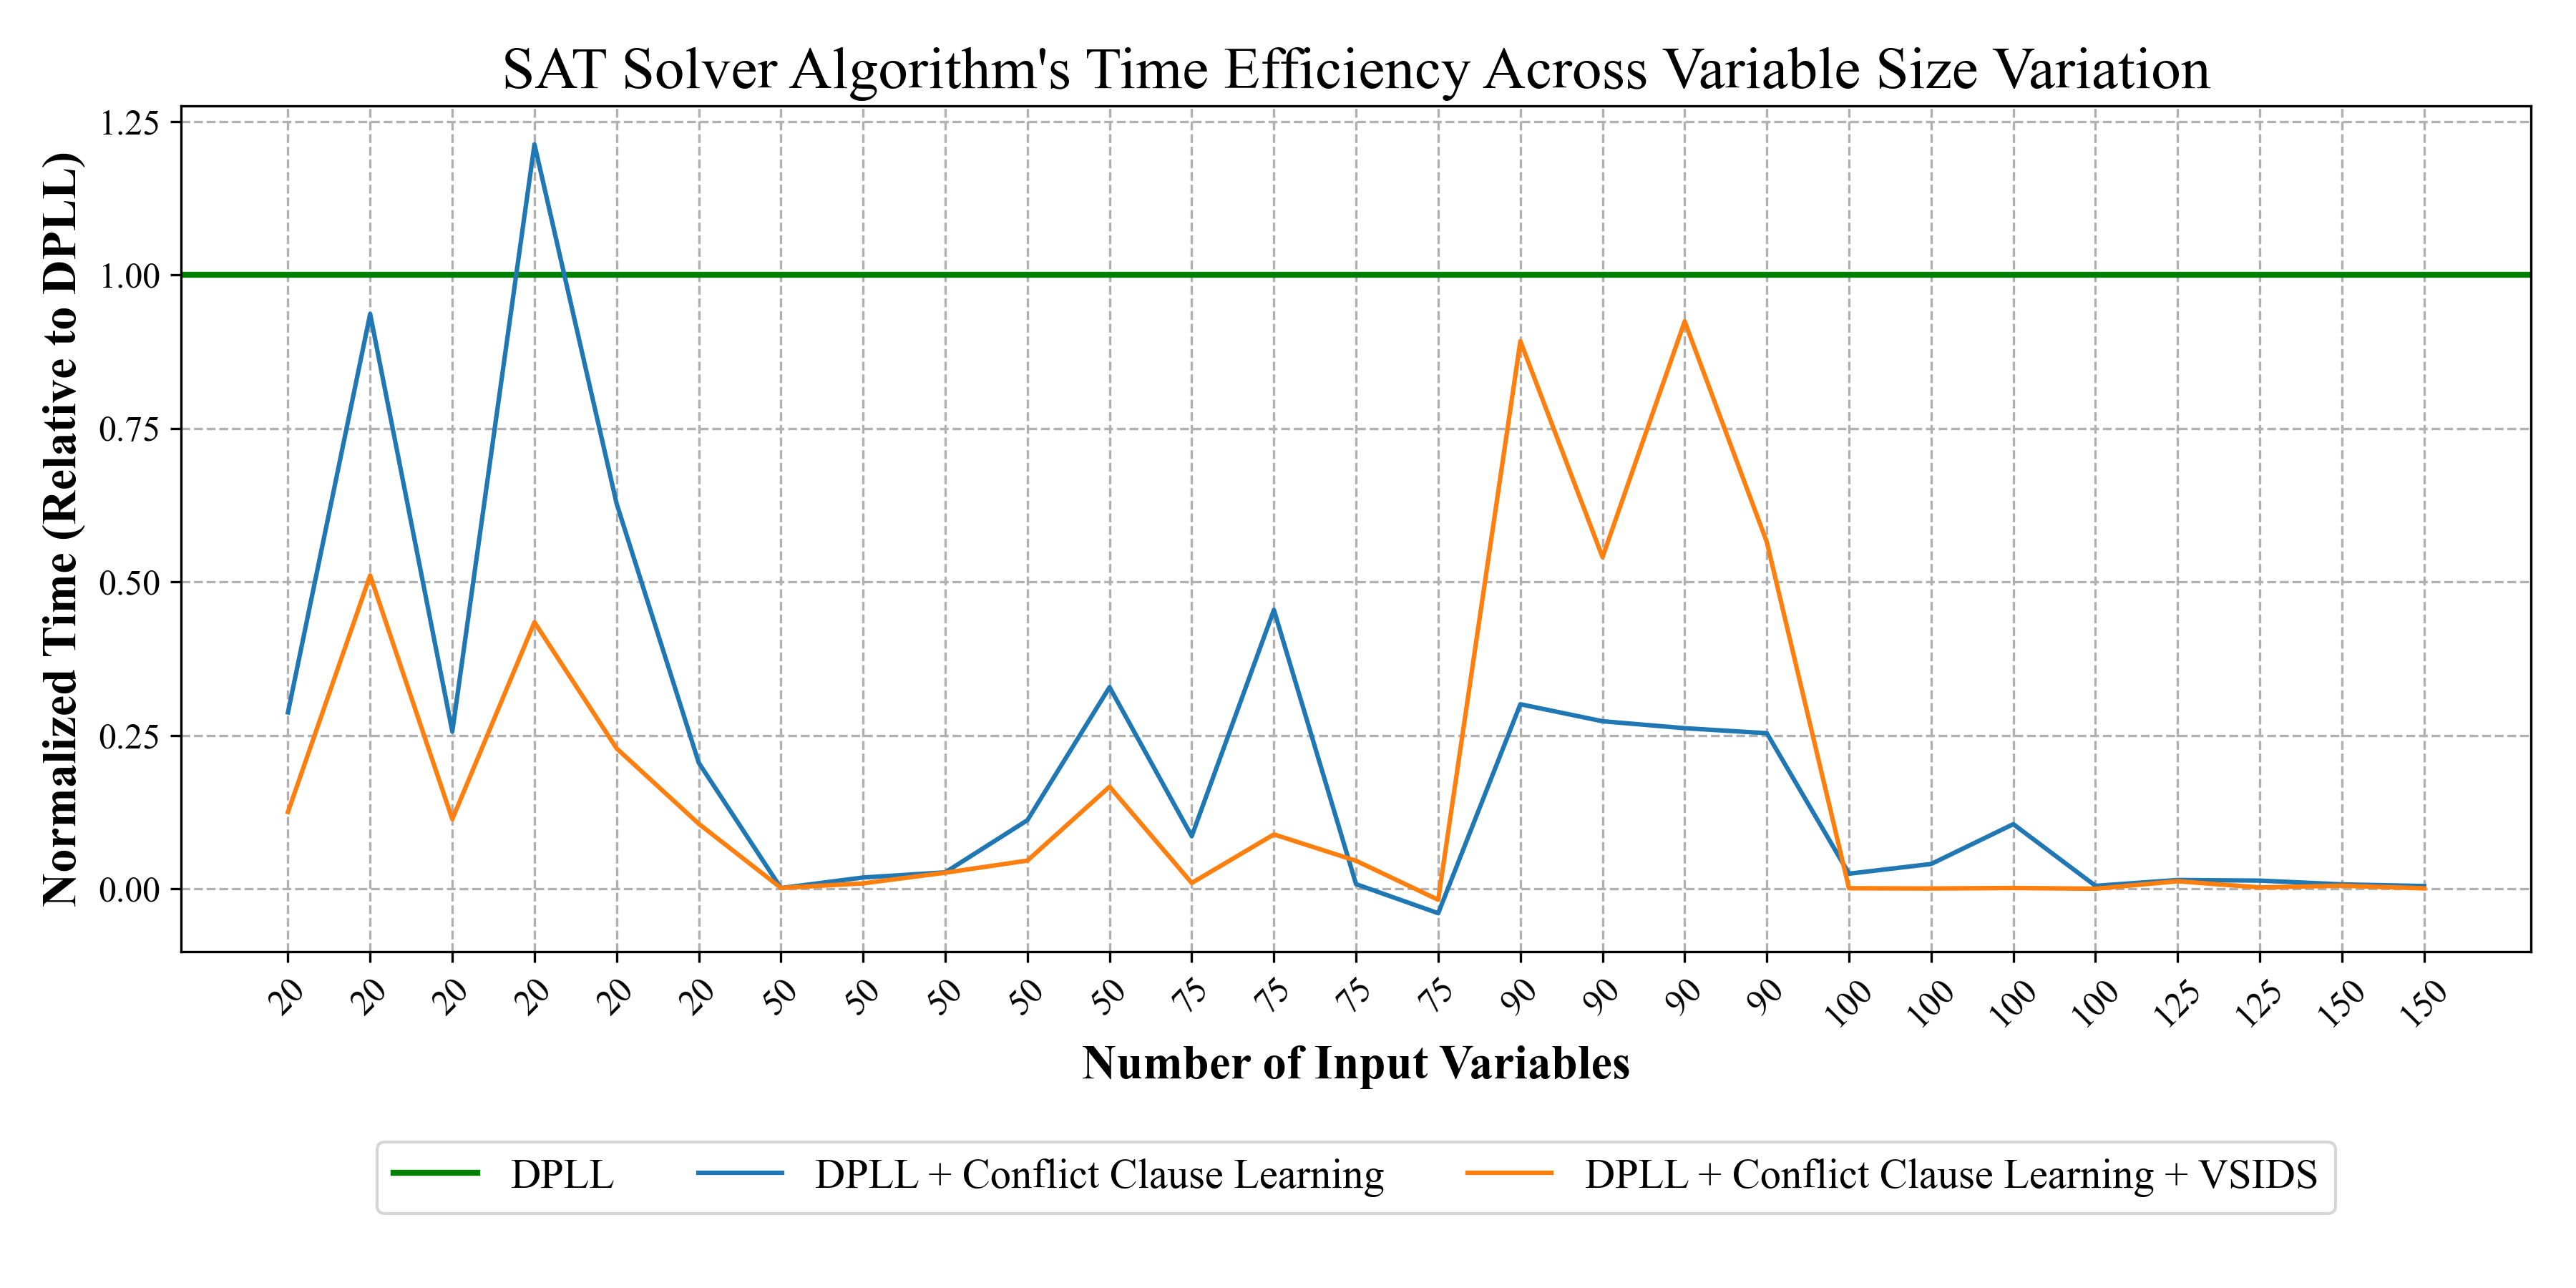 SAT Solver Algorithm's Time Efficiency Across Variable Size Variation
Normalized Time (Relative to DPLL)
1.25
1.00
0.75
0.50
0.25
0.00
20 20 20 20 20 20 50 50 50 50 50 75 75 75 75 90 90 90 90 100 100 100 100 125 125 150 150
Number of Input Variables
DPLL DPLL + Conflict Clause Learning DPLL + Conflict Clause Learning + VSIDS